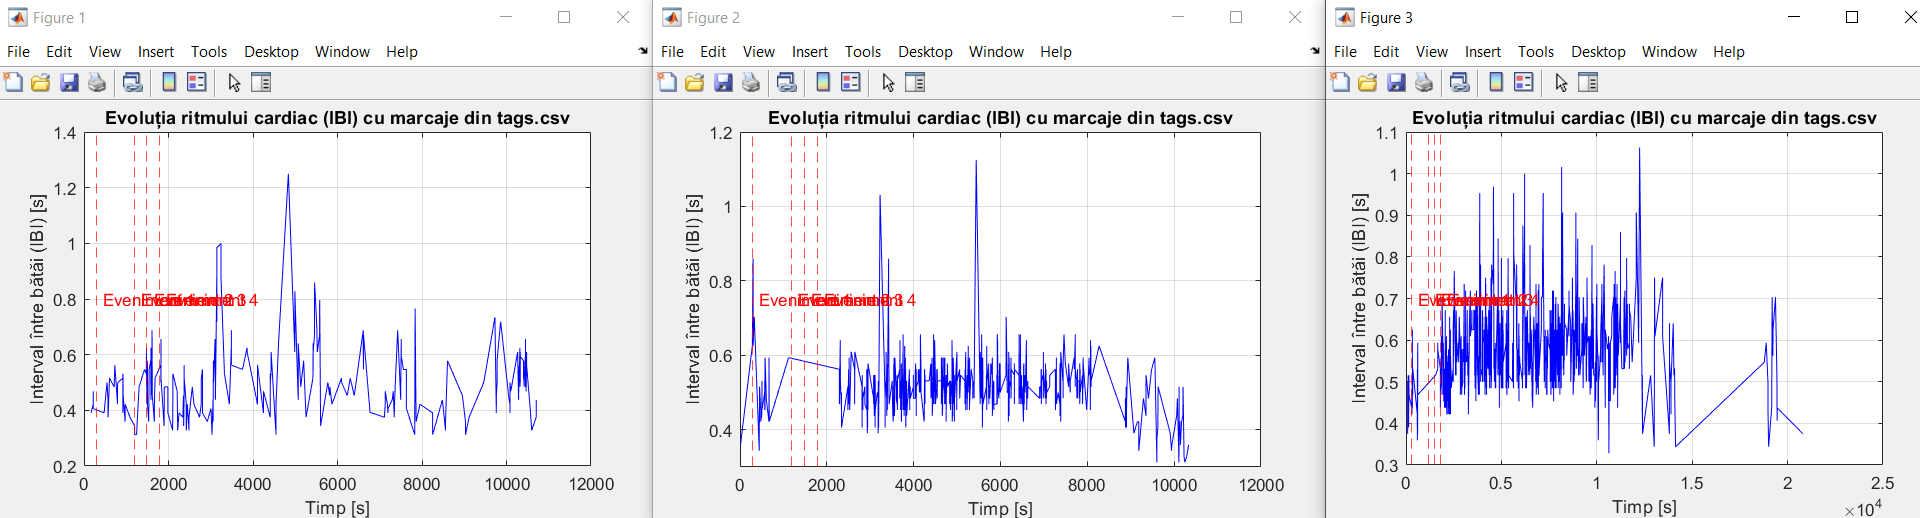 Figure 1
File Edit View Insert Tools Desktop Window Help
Evoluția ritmului cardiac (IBI) cu marcaje din tags.csv
Interval între bătăi (IBI) [s]
1.4
1.2
1
0.8
0.6
0.4
0.2
0 2000 4000 6000 8000 10000 12000
Timp [s]
Figure 2
File Edit View Insert Tools Desktop Window Help
Evoluția ritmului cardiac (IBI) cu marcaje din tags.csv
Interval între bătăi (IBI) [s]
1.2
1
0.8
0.6
0.4
0 2000 4000 6000 8000 10000 12000
Timp [s]
Figure 3
File Edit View Insert Tools Desktop Window Help
Evoluția ritmului cardiac (IBI) cu marcaje din tags.csv
Interval între bătăi (IBI) [s]
1.1
1
0.9
0.8
0.7
0.6
0.5
0.4
0.3
0 0.5 1 1.5 2 2.5
Timp [s]
×10⁴